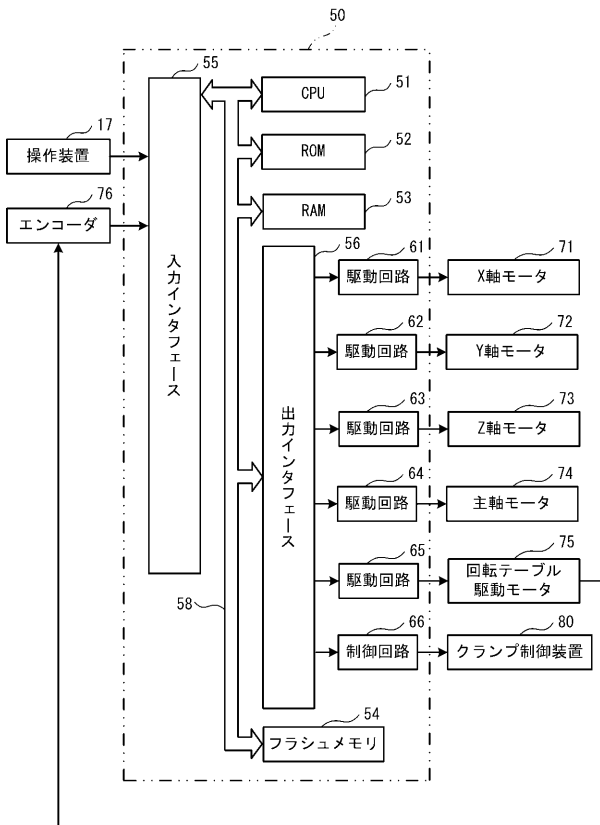 50
55
CPU
51
17
操作装置
ROM
52
76
エンコーダ
RAM
53
入力インタフェース
56
出力インタフェース
61
駆動回路
71
X軸モータ
62
駆動回路
72
Y軸モータ
63
駆動回路
73
Z軸モータ
64
駆動回路
74
主軸モータ
65
駆動回路
75
回転テーブル
駆動モータ
58
66
制御回路
80
クランプ制御装置
54
フラシュメモリ